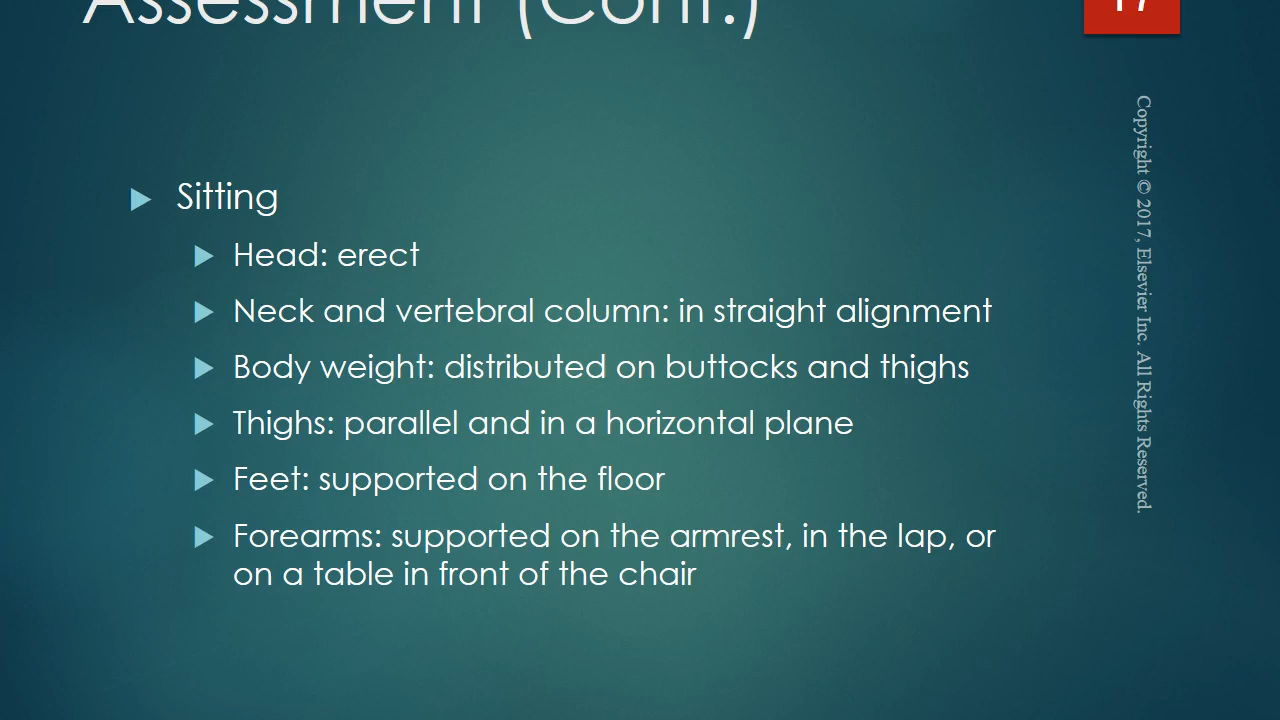 Assessment (Cont.)
17
Sitting
Head: erect
Neck and vertebral column: in straight alignment
Body weight: distributed on buttocks and thighs
Thighs: parallel and in a horizontal plane
Feet: supported on the floor
Forearms: supported on the armrest, in the lap, or
on a table in front of the chair
Copyright © 2017, Elsevier Inc. All Rights Reserved.